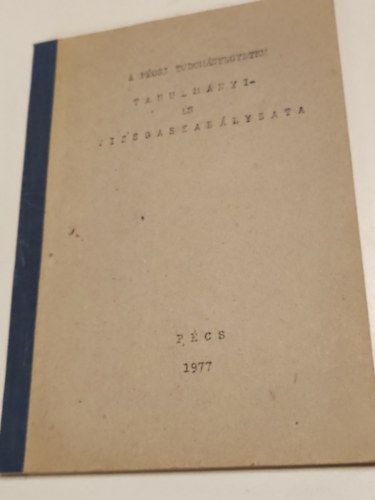 A PÉCSI TUDOMÁNYEGYETEM
TANULMÁNYI-
ÉS
VIZSGASZABÁLYZATA
PÉCS
1977